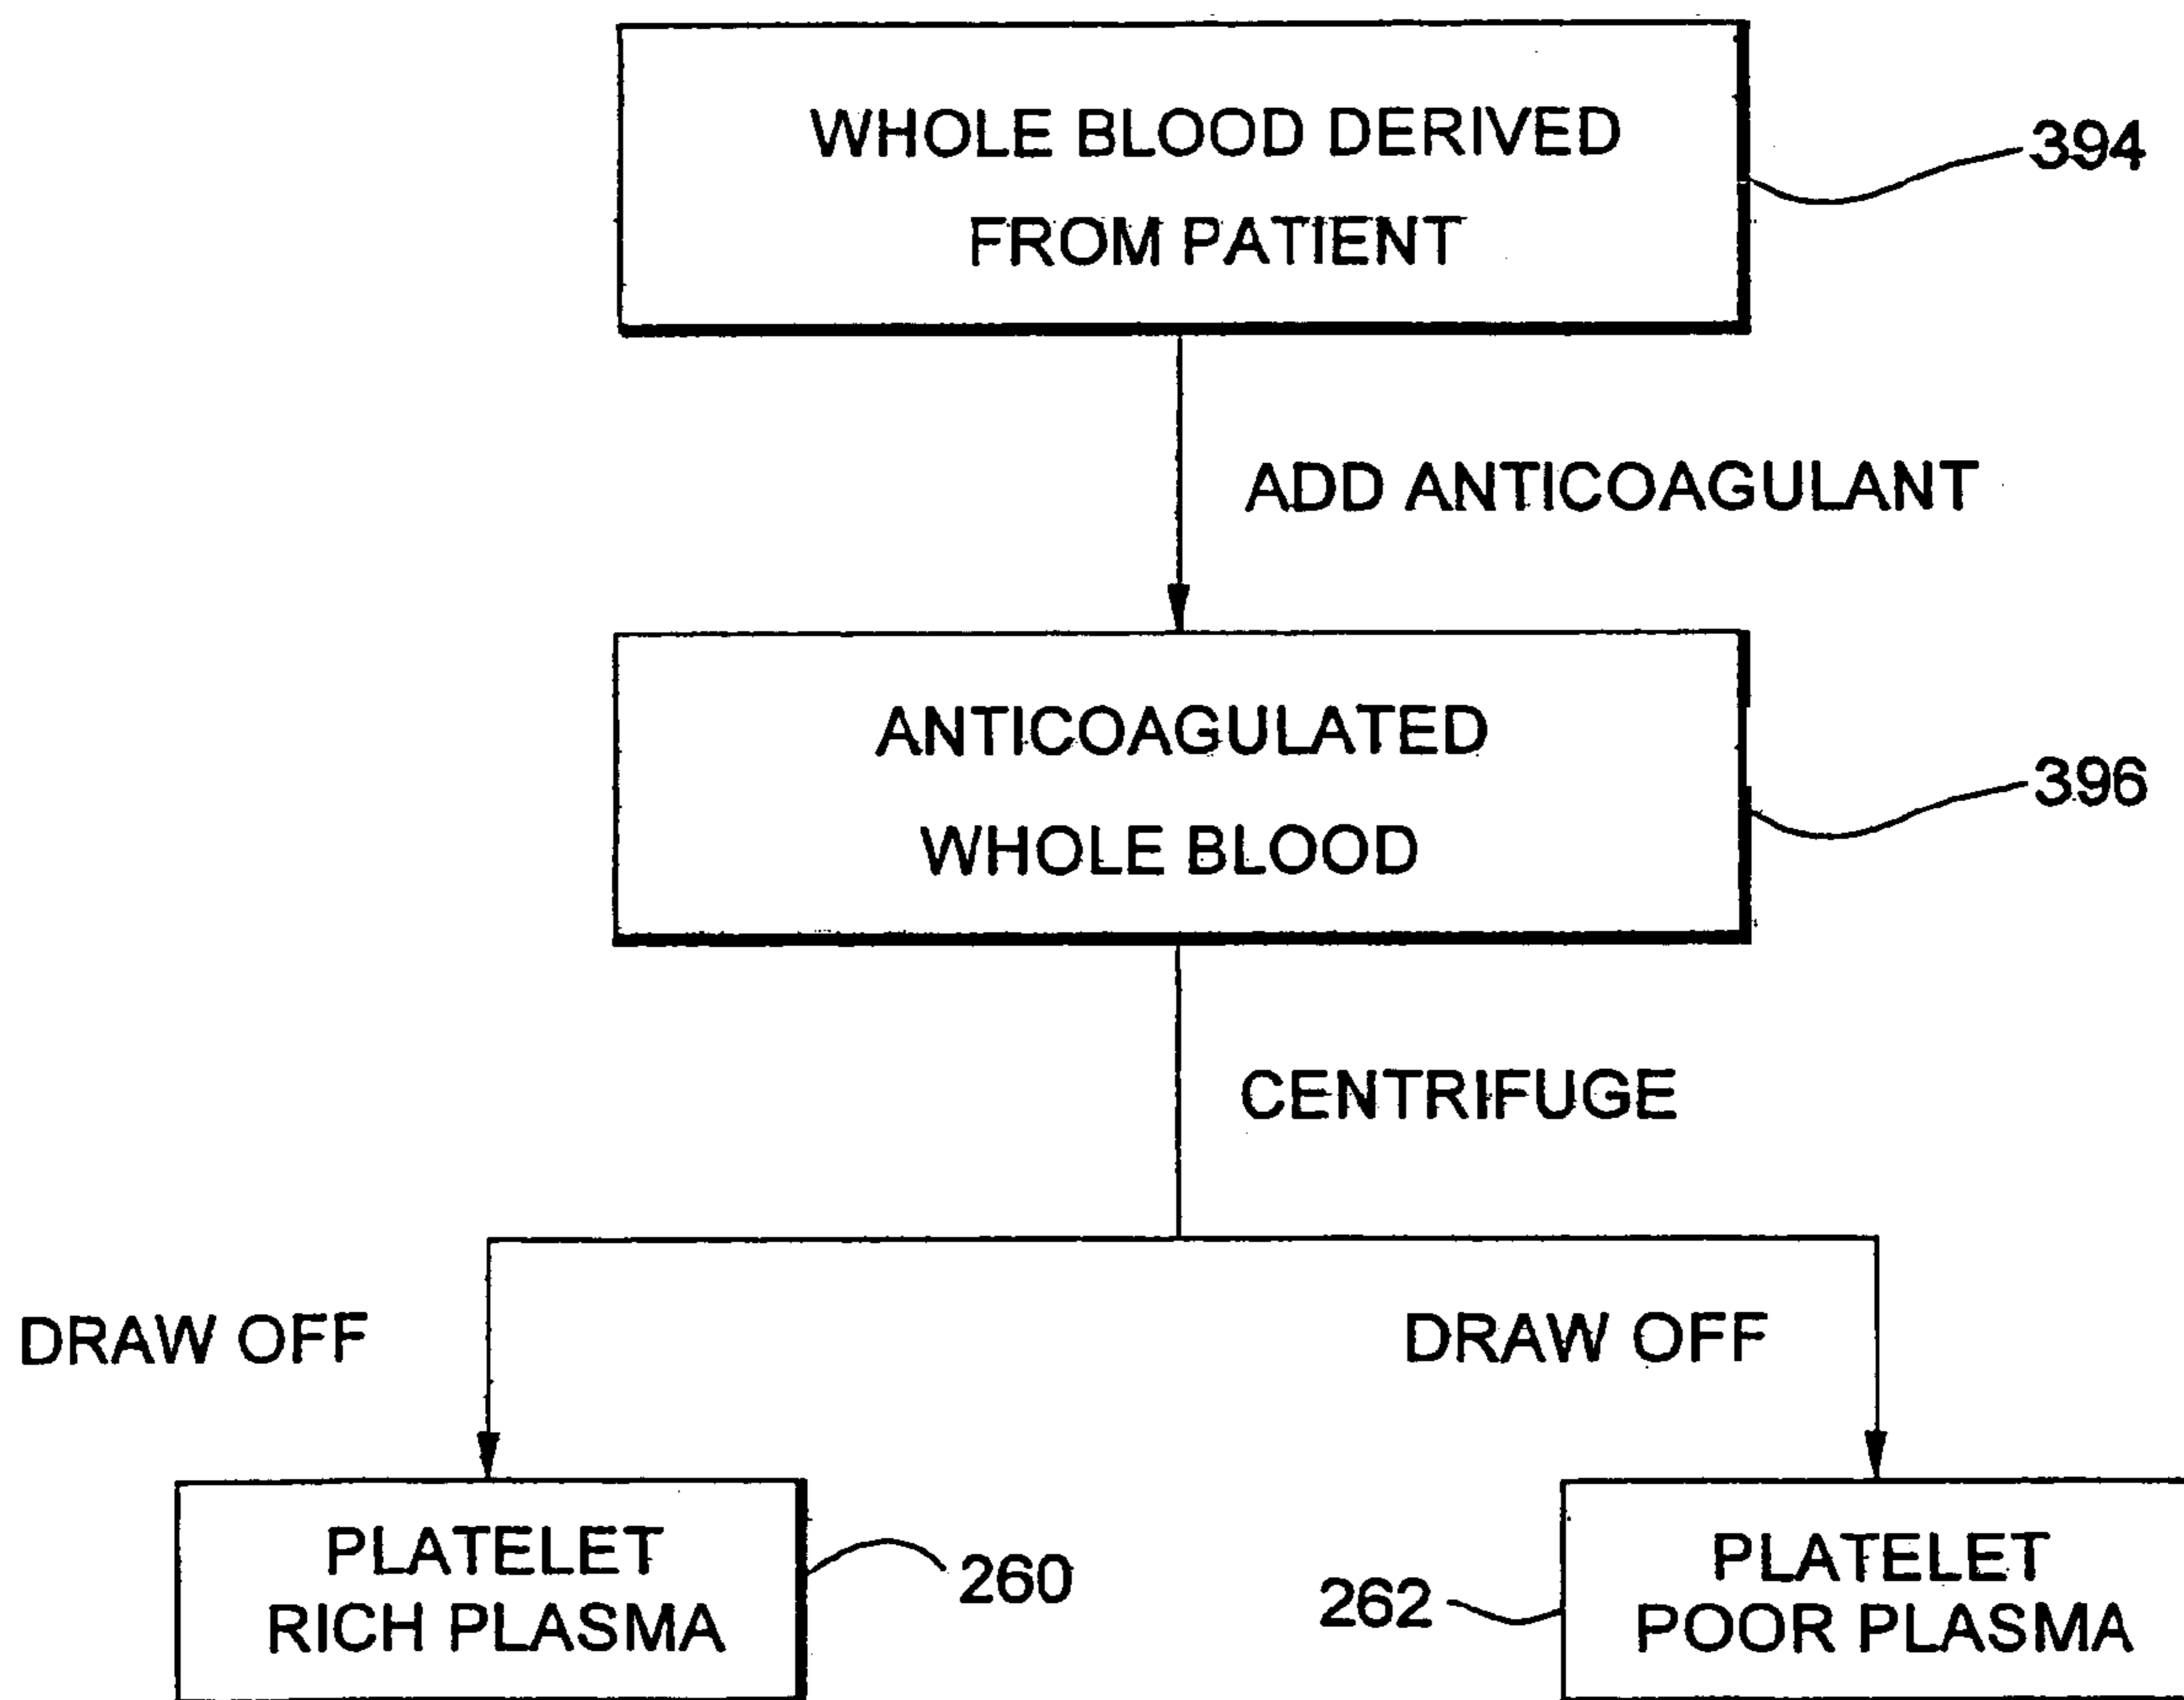 WHOLE BLOOD DERIVED
FROM PATIENT
394
ADD ANTICOAGULANT
ANTICOAGULATED
WHOLE BLOOD
396
CENTRIFUGE
DRAW OFF
DRAW OFF
PLATELET
RICH PLASMA
260
262
PLATELET
POOR PLASMA